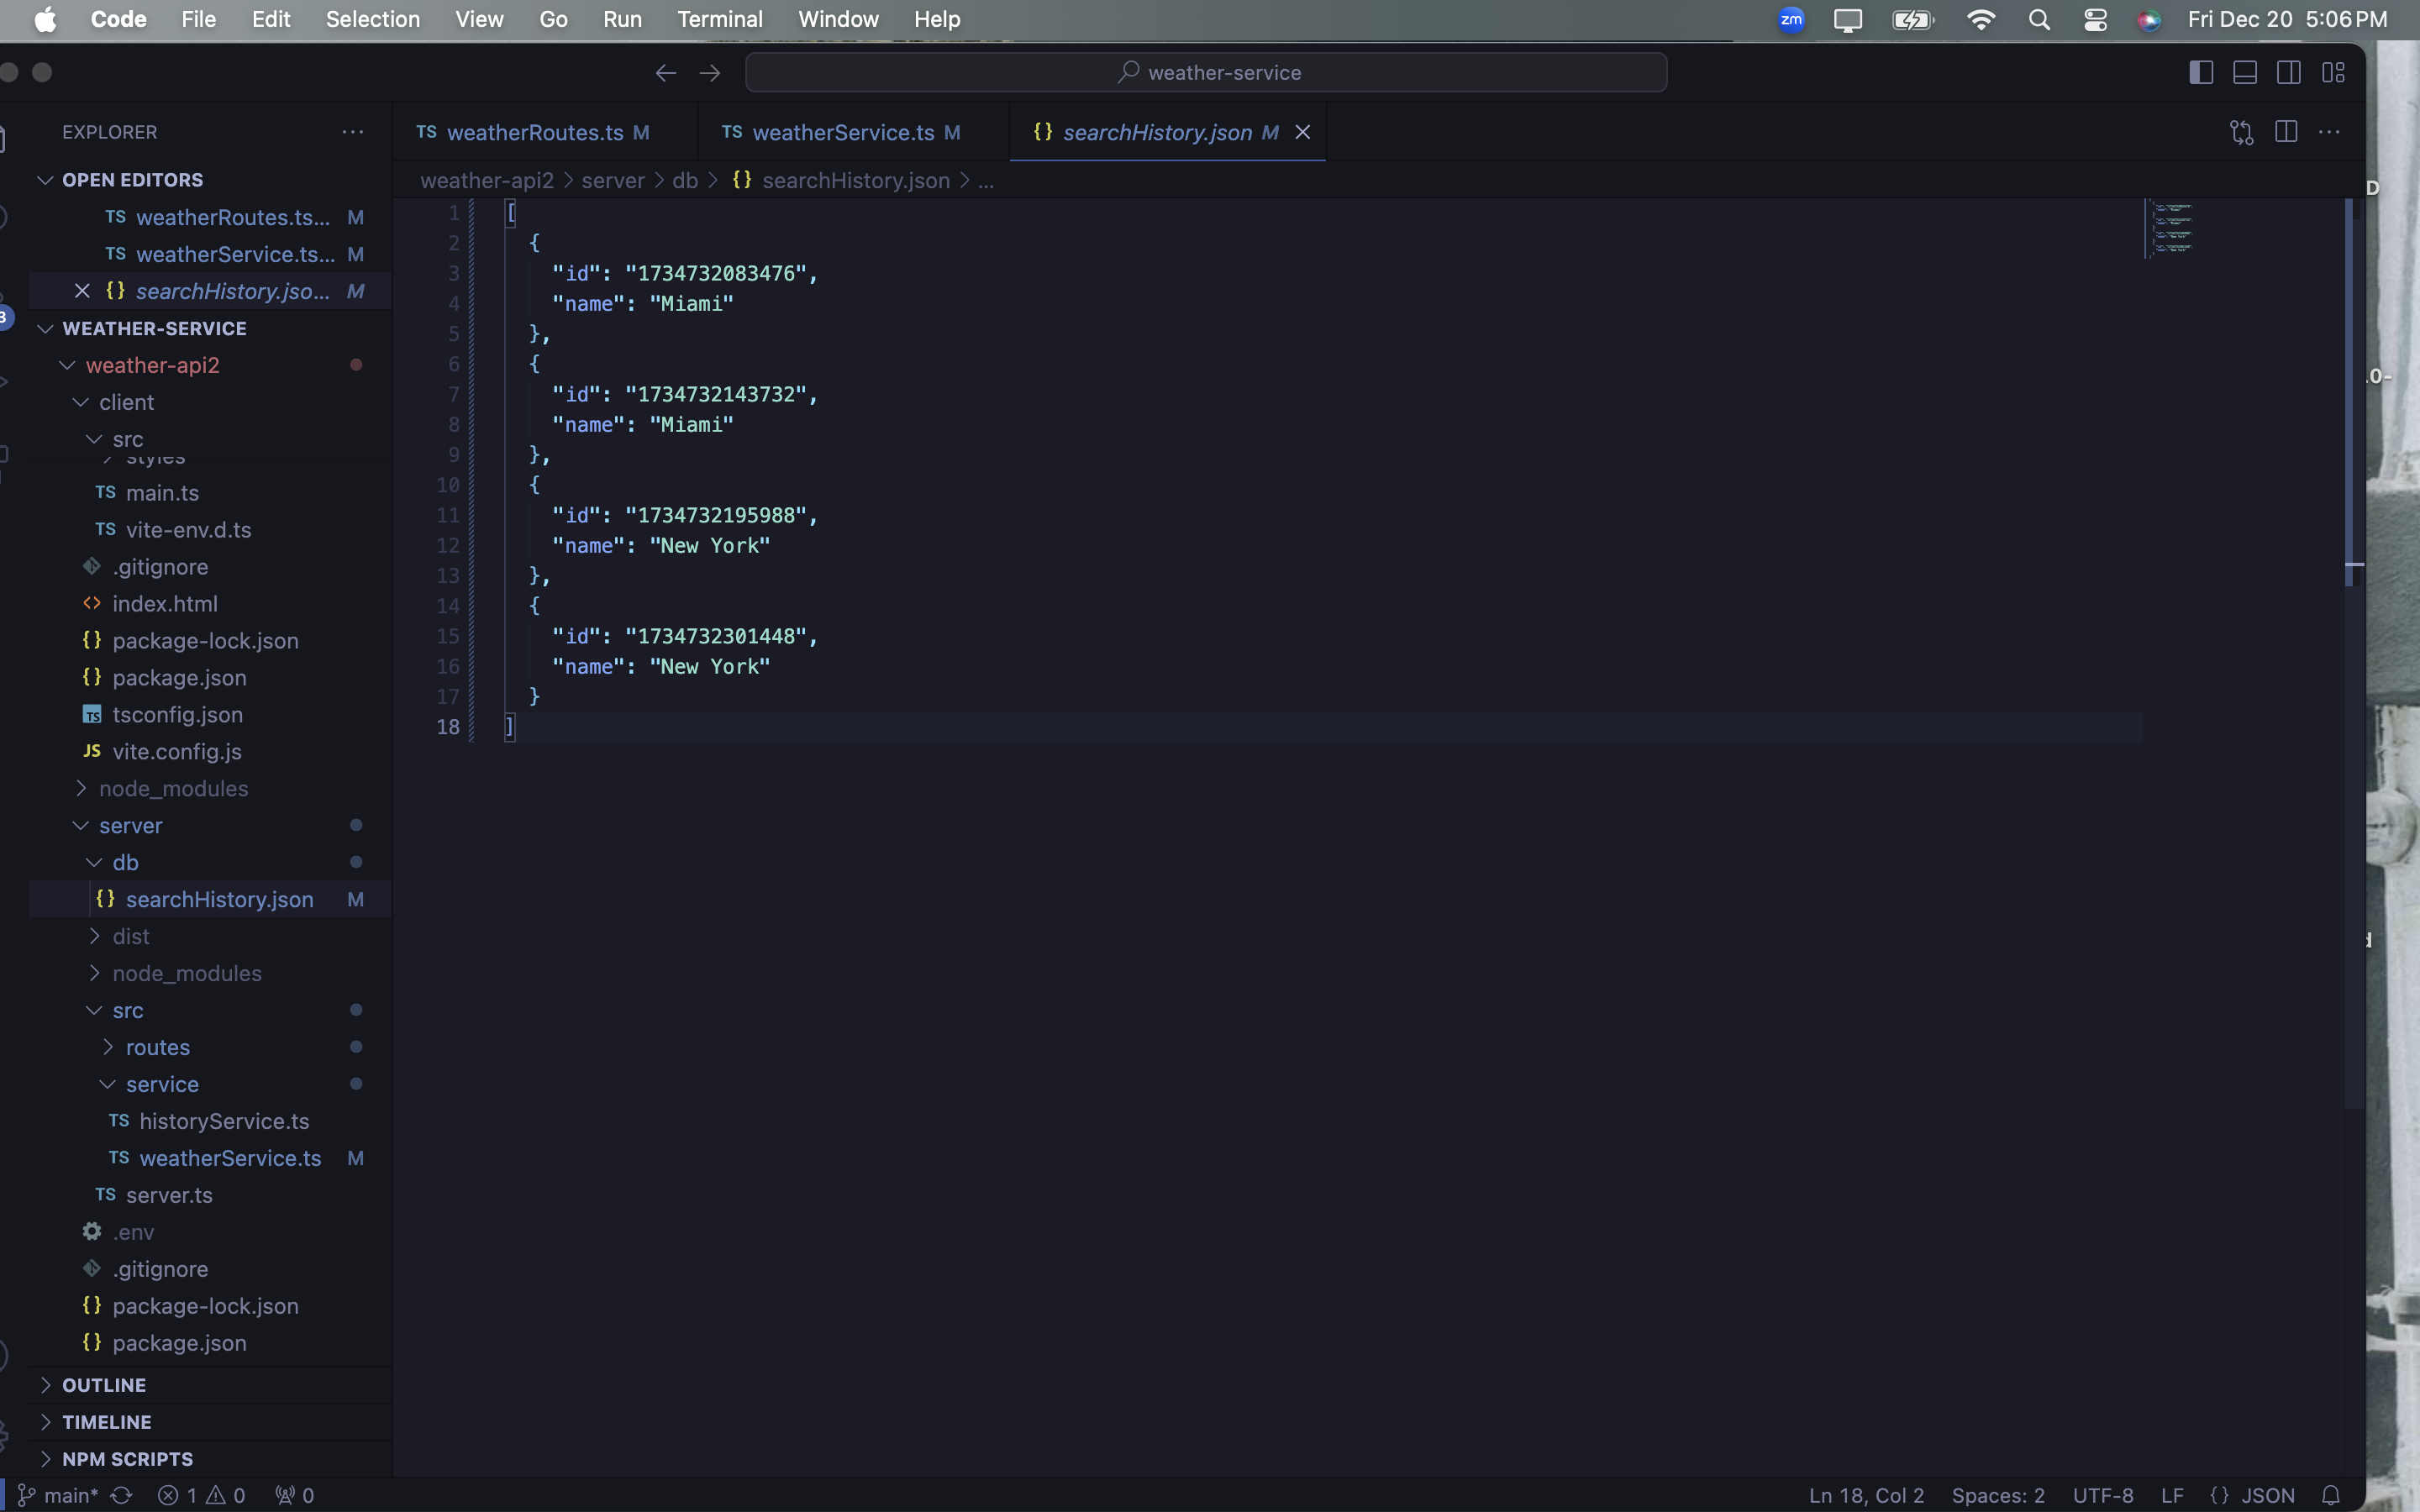 Code File Edit Selection View Go Run Terminal Window Help zm Fri Dec 20 5:06 PM
weather-service
EXPLORER
TS weatherRoutes.ts M TS weatherService.ts M {} searchHistory.json M
OPEN EDITORS
weather-api2 > server > db > {} searchHistory.json > ...
TS weatherRoutes.ts... M
TS weatherService.ts... M
{} searchHistory.jso... M
3
WEATHER-SERVICE
weather-api2
client
src
styles
TS main.ts
TS vite-env.d.ts
.gitignore
<> index.html
{} package-lock.json
{} package.json
TS tsconfig.json
JS vite.config.js
node_modules
server
db
{} searchHistory.json M
dist
node_modules
src
routes
service
TS historyService.ts
TS weatherService.ts M
TS server.ts
.env
.gitignore
{} package-lock.json
{} package.json
OUTLINE
TIMELINE
NPM SCRIPTS
1 [
2 {
3 "id": "1734732083476",
4 "name": "Miami"
5 },
6 {
7 "id": "1734732143732",
8 "name": "Miami"
9 },
10 {
11 "id": "1734732195988",
12 "name": "New York"
13 },
14 {
15 "id": "1734732301448",
16 "name": "New York"
17 }
18 ]
D
.0-
d
main* 1 0 0 Ln 18, Col 2 Spaces: 2 UTF-8 LF {} JSON